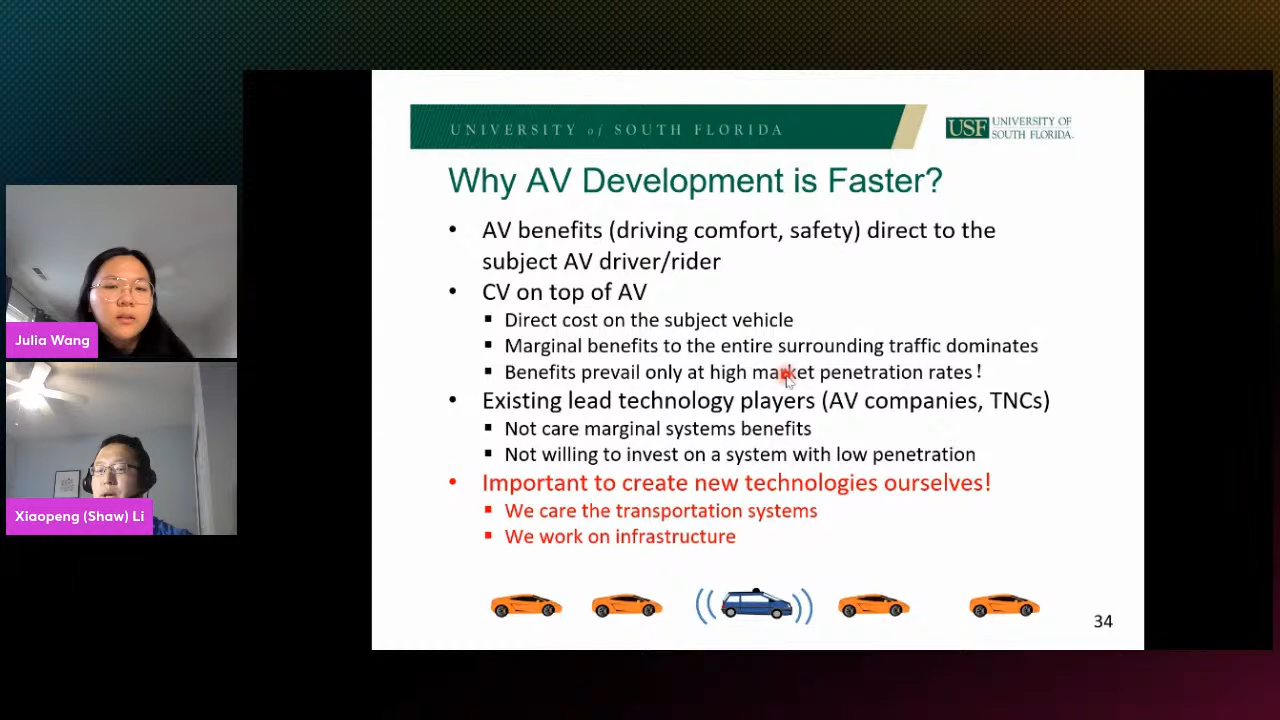 UNIVERSITY of SOUTH FLORIDA
USF UNIVERSITY OF
SOUTH FLORIDA
Why AV Development is Faster?
• AV benefits (driving comfort, safety) direct to the
subject AV driver/rider
• CV on top of AV
▪ Direct cost on the subject vehicle
▪ Marginal benefits to the entire surrounding traffic dominates
▪ Benefits prevail only at high market penetration rates!
• Existing lead technology players (AV companies, TNCs)
▪ Not care marginal systems benefits
▪ Not willing to invest on a system with low penetration
• Important to create new technologies ourselves!
▪ We care the transportation systems
▪ We work on infrastructure
34
Julia Wang
Xiaopeng (Shaw) Li